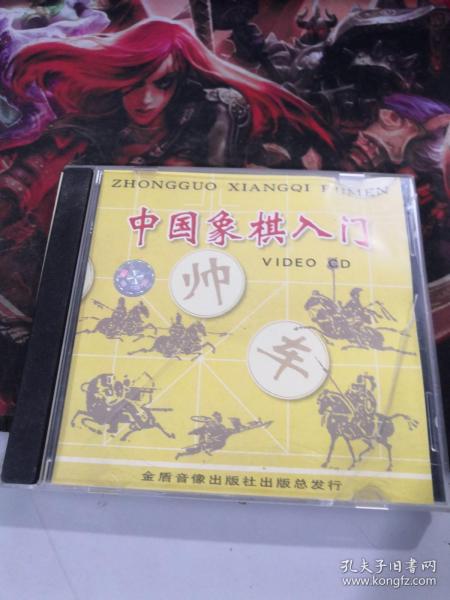 ZHONGGUO XIANGQI RUMEN
中国象棋入门
VIDEO CD
帅
车
金盾音像出版社出版总发行
孔夫子旧书网
www.kongfz.com